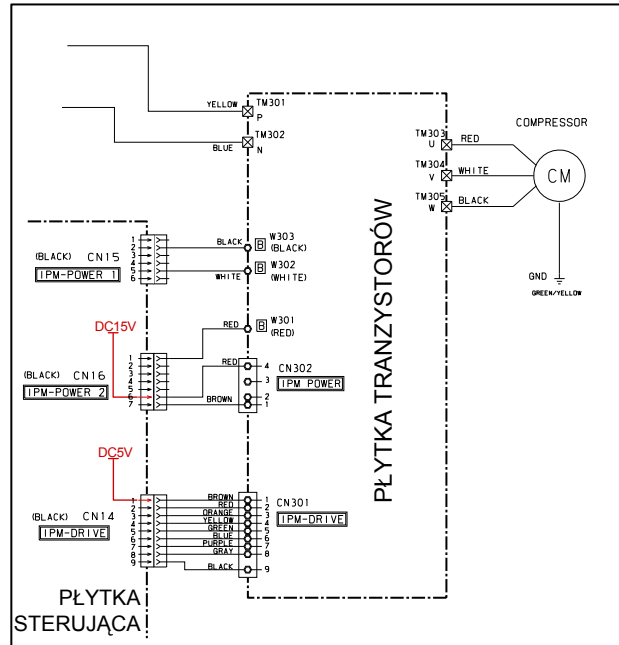 YELLOW TM301
P
TM302
BLUE N
TM303
U RED
TM304
V WHITE
TM305
W BLACK
COMPRESSOR
CM
GND
GREEN/YELLOW
PŁYTKA TRANZYSTORÓW
(BLACK) CN15
IPM-POWER 1
1
2
3
4
5
6
BLACK B W303
(BLACK)
WHITE B W302
(WHITE)
RED B W301
(RED)
DC15V
(BLACK) CN16
IPM-POWER 2
1
2
3
4
5
6
7
RED
BROWN
4
3
2
1
CN302
IPM POWER
DC5V
(BLACK) CN14
IPM-DRIVE
1
2
3
4
5
6
7
8
9
BROWN
RED
ORANGE
YELLOW
GREEN
BLUE
PURPLE
GRAY
BLACK
1
2
3
4
5
6
7
8
9
CN301
IPM-DRIVE
PŁYTKA
STERUJĄCA